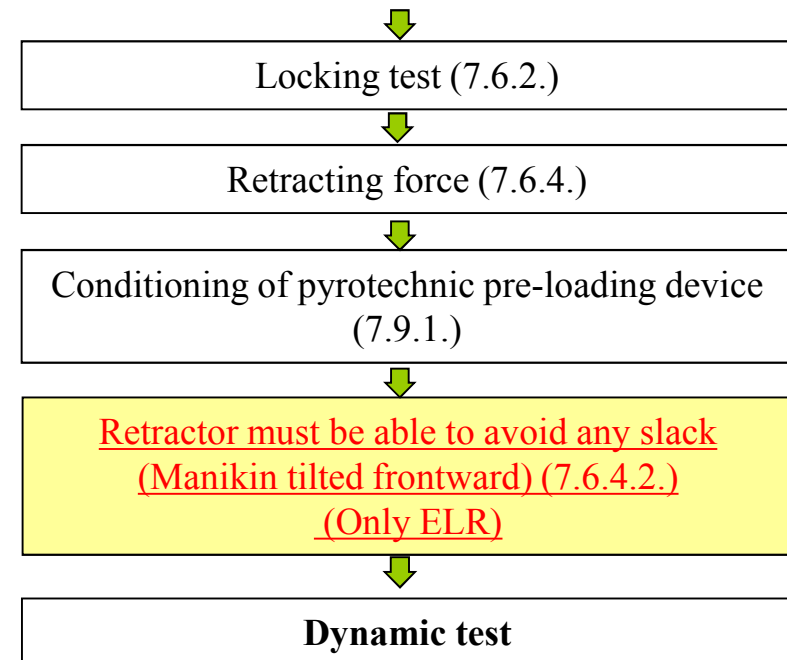 Locking test (7.6.2.)
Retracting force (7.6.4.)
Conditioning of pyrotechnic pre-loading device
(7.9.1.)
Retractor must be able to avoid any slack
(Manikin tilted frontward) (7.6.4.2.)
(Only ELR)
Dynamic test